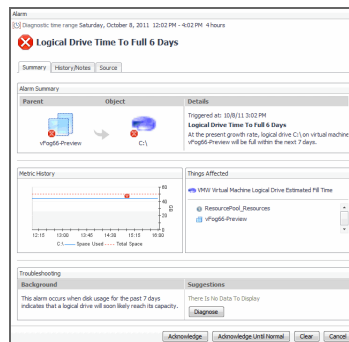 Alarm
Diagnostic time range Saturday, October 8, 2011 12:02 PM - 4:02 PM 4 hours
Logical Drive Time To Full 6 Days
Summary History/Notes Source
Alarm Summary
Parent Object Details
vFog66-Preview
C:\
Triggered at: 10/8/11 3:02 PM
Logical Drive Time To Full 6 Days
At the present growth rate, logical drive C:\ on virtual machine
vFog66-Preview will be full within the next 7 days.
Metric History
60
40
20
0
GB
12:15 13:00 13:45 14:30 15:15 16:00
C:\ Space Used Total Space
Things Affected
VMW Virtual Machine Logical Drive Estimated Fill Time
ResourcePool_Resources
vFog66-Preview
Troubleshooting
Background
This alarm occurs when disk usage for the past 7 days
indicates that a logical drive will soon likely reach its capacity.
Suggestions
There Is No Data To Display
Diagnose
Acknowledge Acknowledge Until Normal Clear Cancel